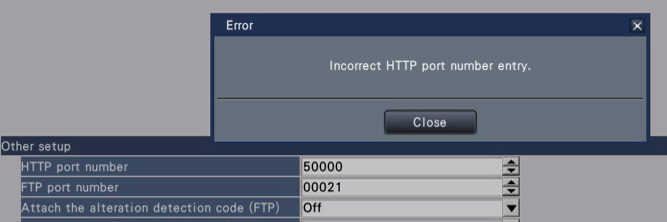 Error
Incorrect HTTP port number entry.
Close
Other setup
HTTP port number 50000
FTP port number 00021
Attach the alteration detection code (FTP) Off